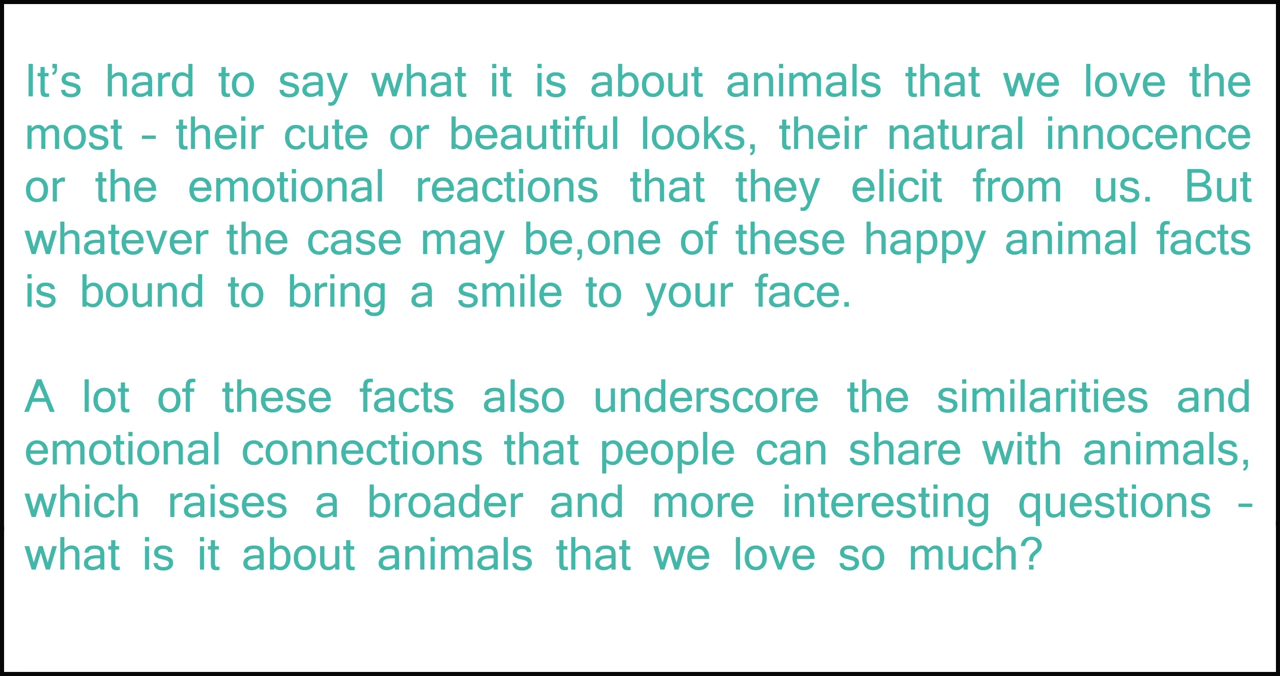 It’s hard to say what it is about animals that we love the
most – their cute or beautiful looks, their natural innocence
or the emotional reactions that they elicit from us. But
whatever the case may be,one of these happy animal facts
is bound to bring a smile to your face.
A lot of these facts also underscore the similarities and
emotional connections that people can share with animals,
which raises a broader and more interesting questions –
what is it about animals that we love so much?